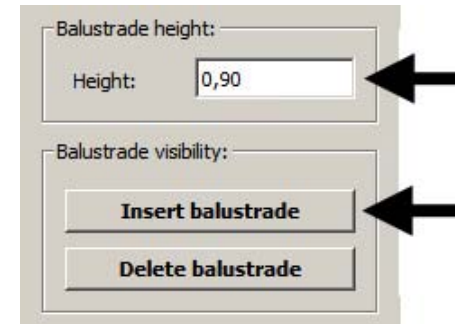 Balustrade height:
Height: 0,90
Balustrade visibility:
Insert balustrade
Delete balustrade